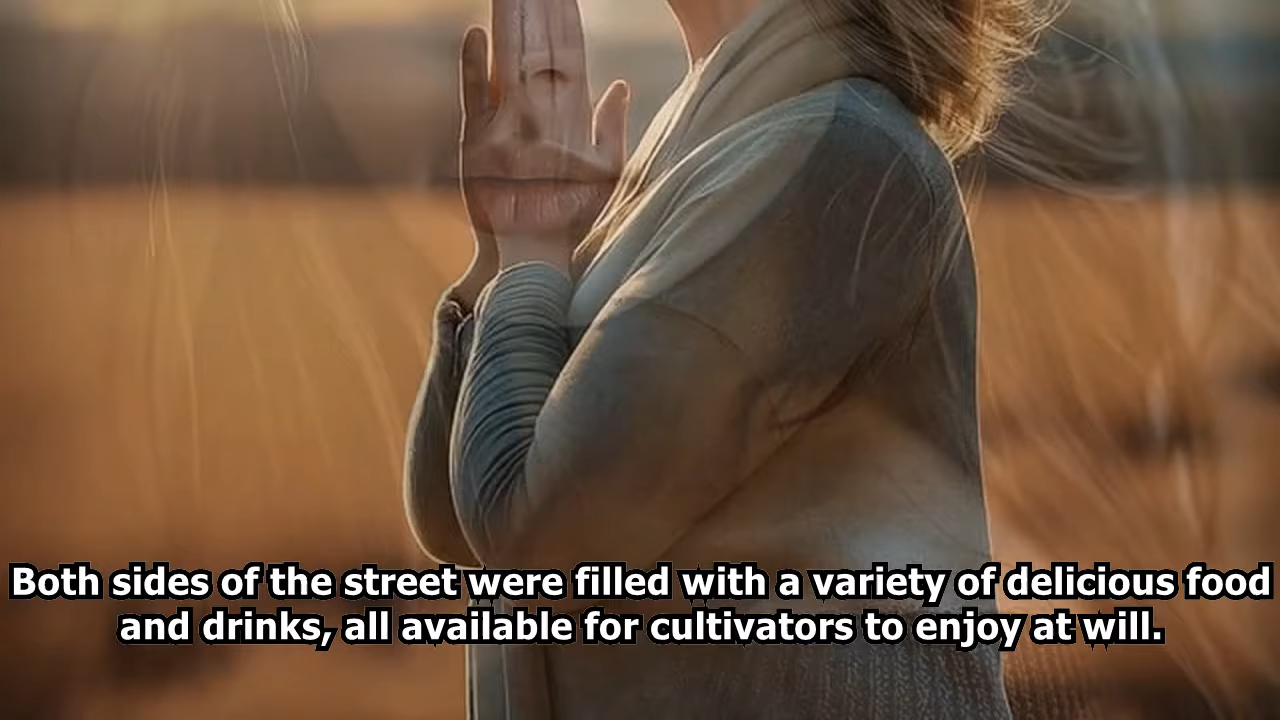 Both sides of the street were filled with a variety of delicious food
and drinks, all available for cultivators to enjoy at will.